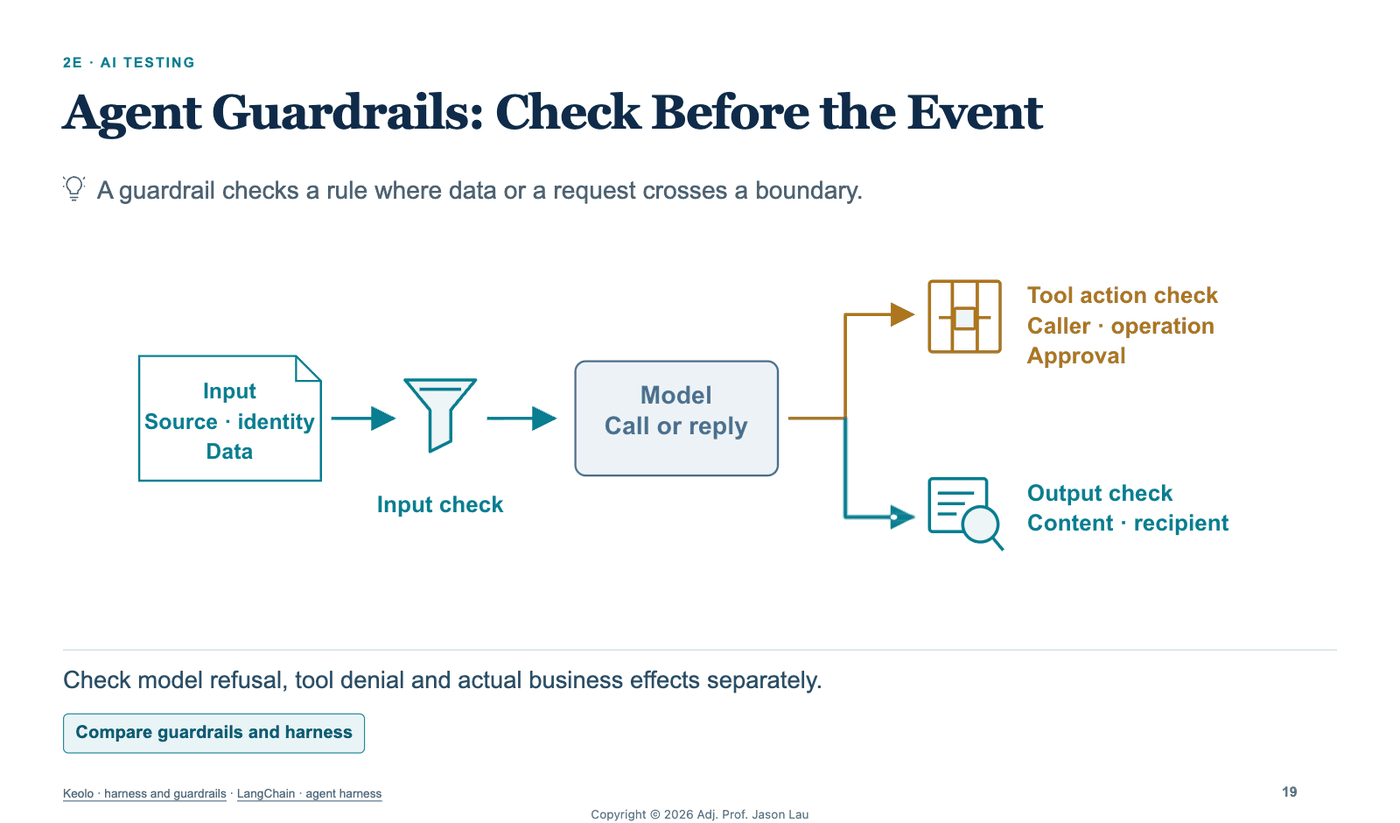 2E · AI TESTING
Agent Guardrails: Check Before the Event
A guardrail checks a rule where data or a request crosses a boundary.
Input
Source · identity
Data
Input check
Model
Call or reply
Tool action check
Caller · operation
Approval
Output check
Content · recipient
Check model refusal, tool denial and actual business effects separately.
Compare guardrails and harness
Keolo · harness and guardrails · LangChain · agent harness
19
Copyright © 2026 Adj. Prof. Jason Lau